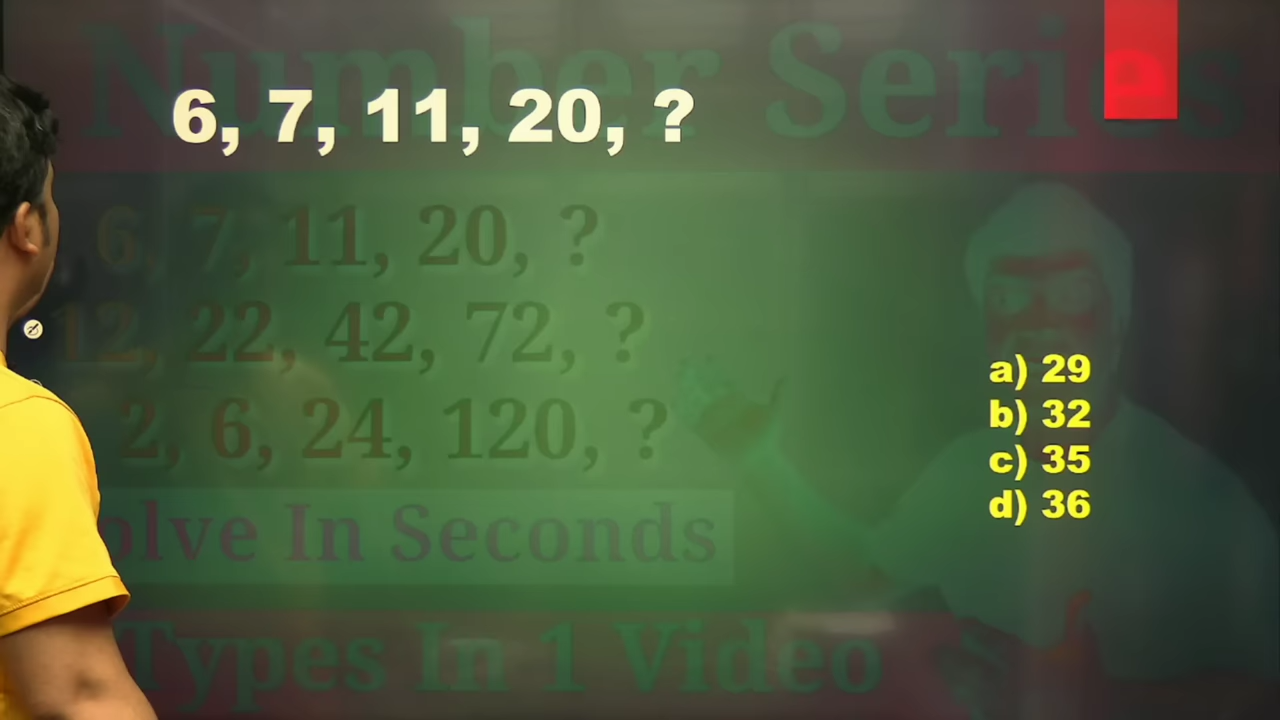 Number Series
6, 7, 11, 20, ?
6, 7, 11, 20, ?
12, 22, 42, 72, ?
2, 6, 24, 120, ?
a) 29
b) 32
c) 35
d) 36
olve In Seconds
Types In 1 Video